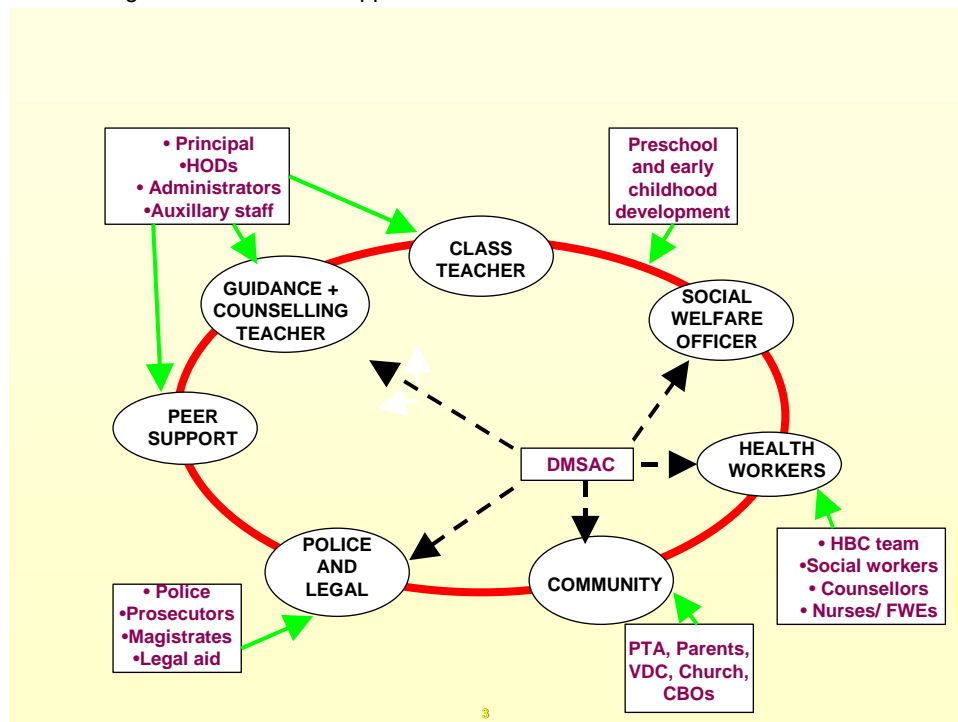 • Principal
•HODs
• Administrators
•Auxillary staff
Preschool
and early
childhood
development
CLASS
TEACHER
GUIDANCE +
COUNSELLING
TEACHER
SOCIAL
WELFARE
OFFICER
PEER
SUPPORT
DMSAC
HEALTH
WORKERS
POLICE
AND
LEGAL
COMMUNITY
• HBC team
•Social workers
• Counsellors
• Nurses/ FWEs
• Police
•Prosecutors
•Magistrates
•Legal aid
PTA, Parents,
VDC, Church,
CBOs
3